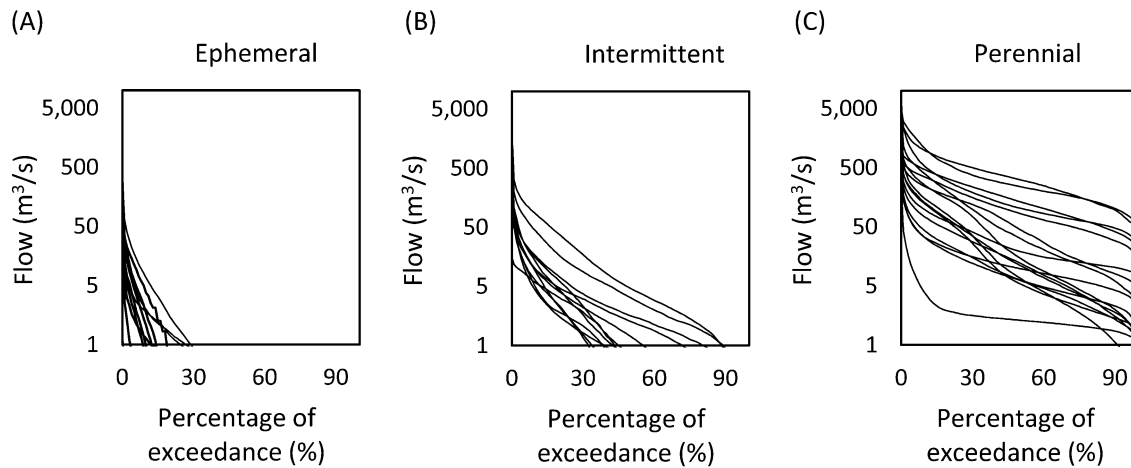 (A)
Ephemeral
5,000
500
50
5
1
Flow (m³/s)
0 30 60 90
Percentage of
exceedance (%)
(B)
Intermittent
5,000
500
50
5
1
Flow (m³/s)
0 30 60 90
Percentage of
exceedance (%)
(C)
Perennial
5,000
500
50
5
1
Flow (m³/s)
0 30 60 90
Percentage of
exceedance (%)